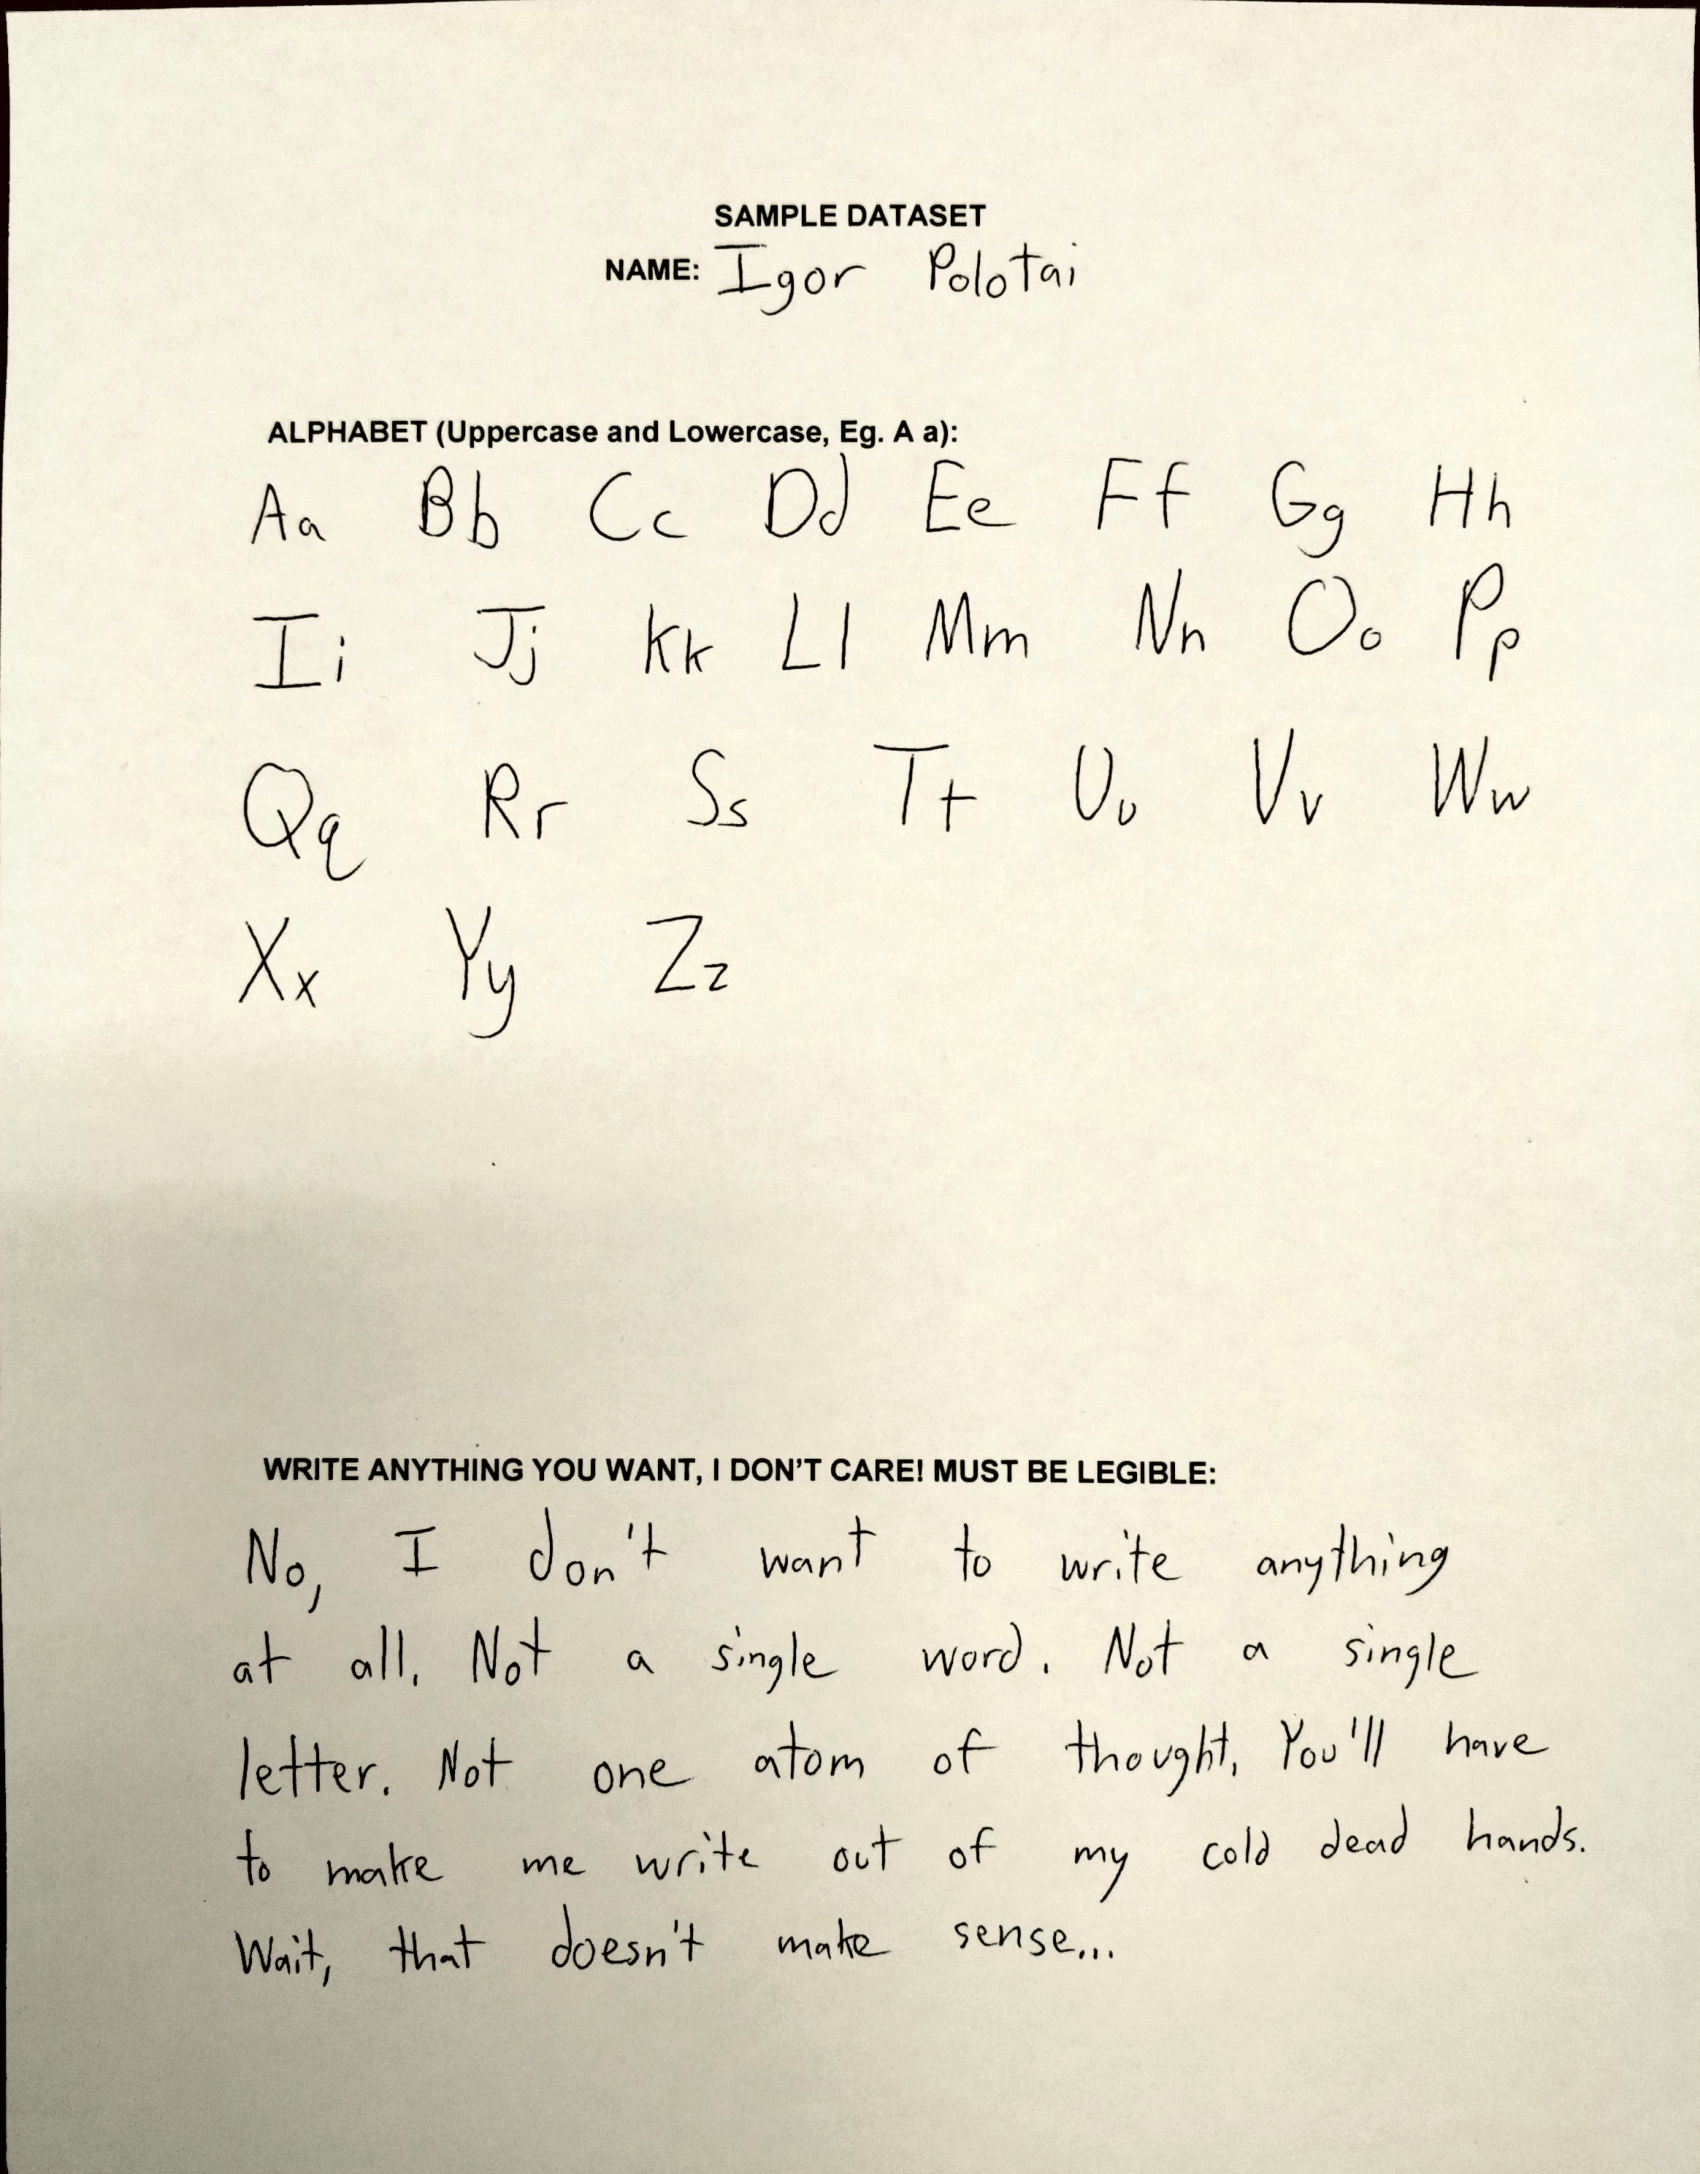 SAMPLE DATASET
NAME: Igor Polotai
ALPHABET (Uppercase and Lowercase, Eg. A a):
Aa Bb Cc Dd Ee Ff Gg Hh
Ii Jj Kk Ll Mm Nn Oo Pp
Qq Rr Ss Tt Uu Vv Ww
Xx Yy Zz
WRITE ANYTHING YOU WANT, I DON'T CARE! MUST BE LEGIBLE:
No, I don't want to write anything
at all. Not a single word. Not a single
letter. Not one atom of thought. You'll have
to make me write out of my cold dead hands.
Wait, that doesn't make sense...